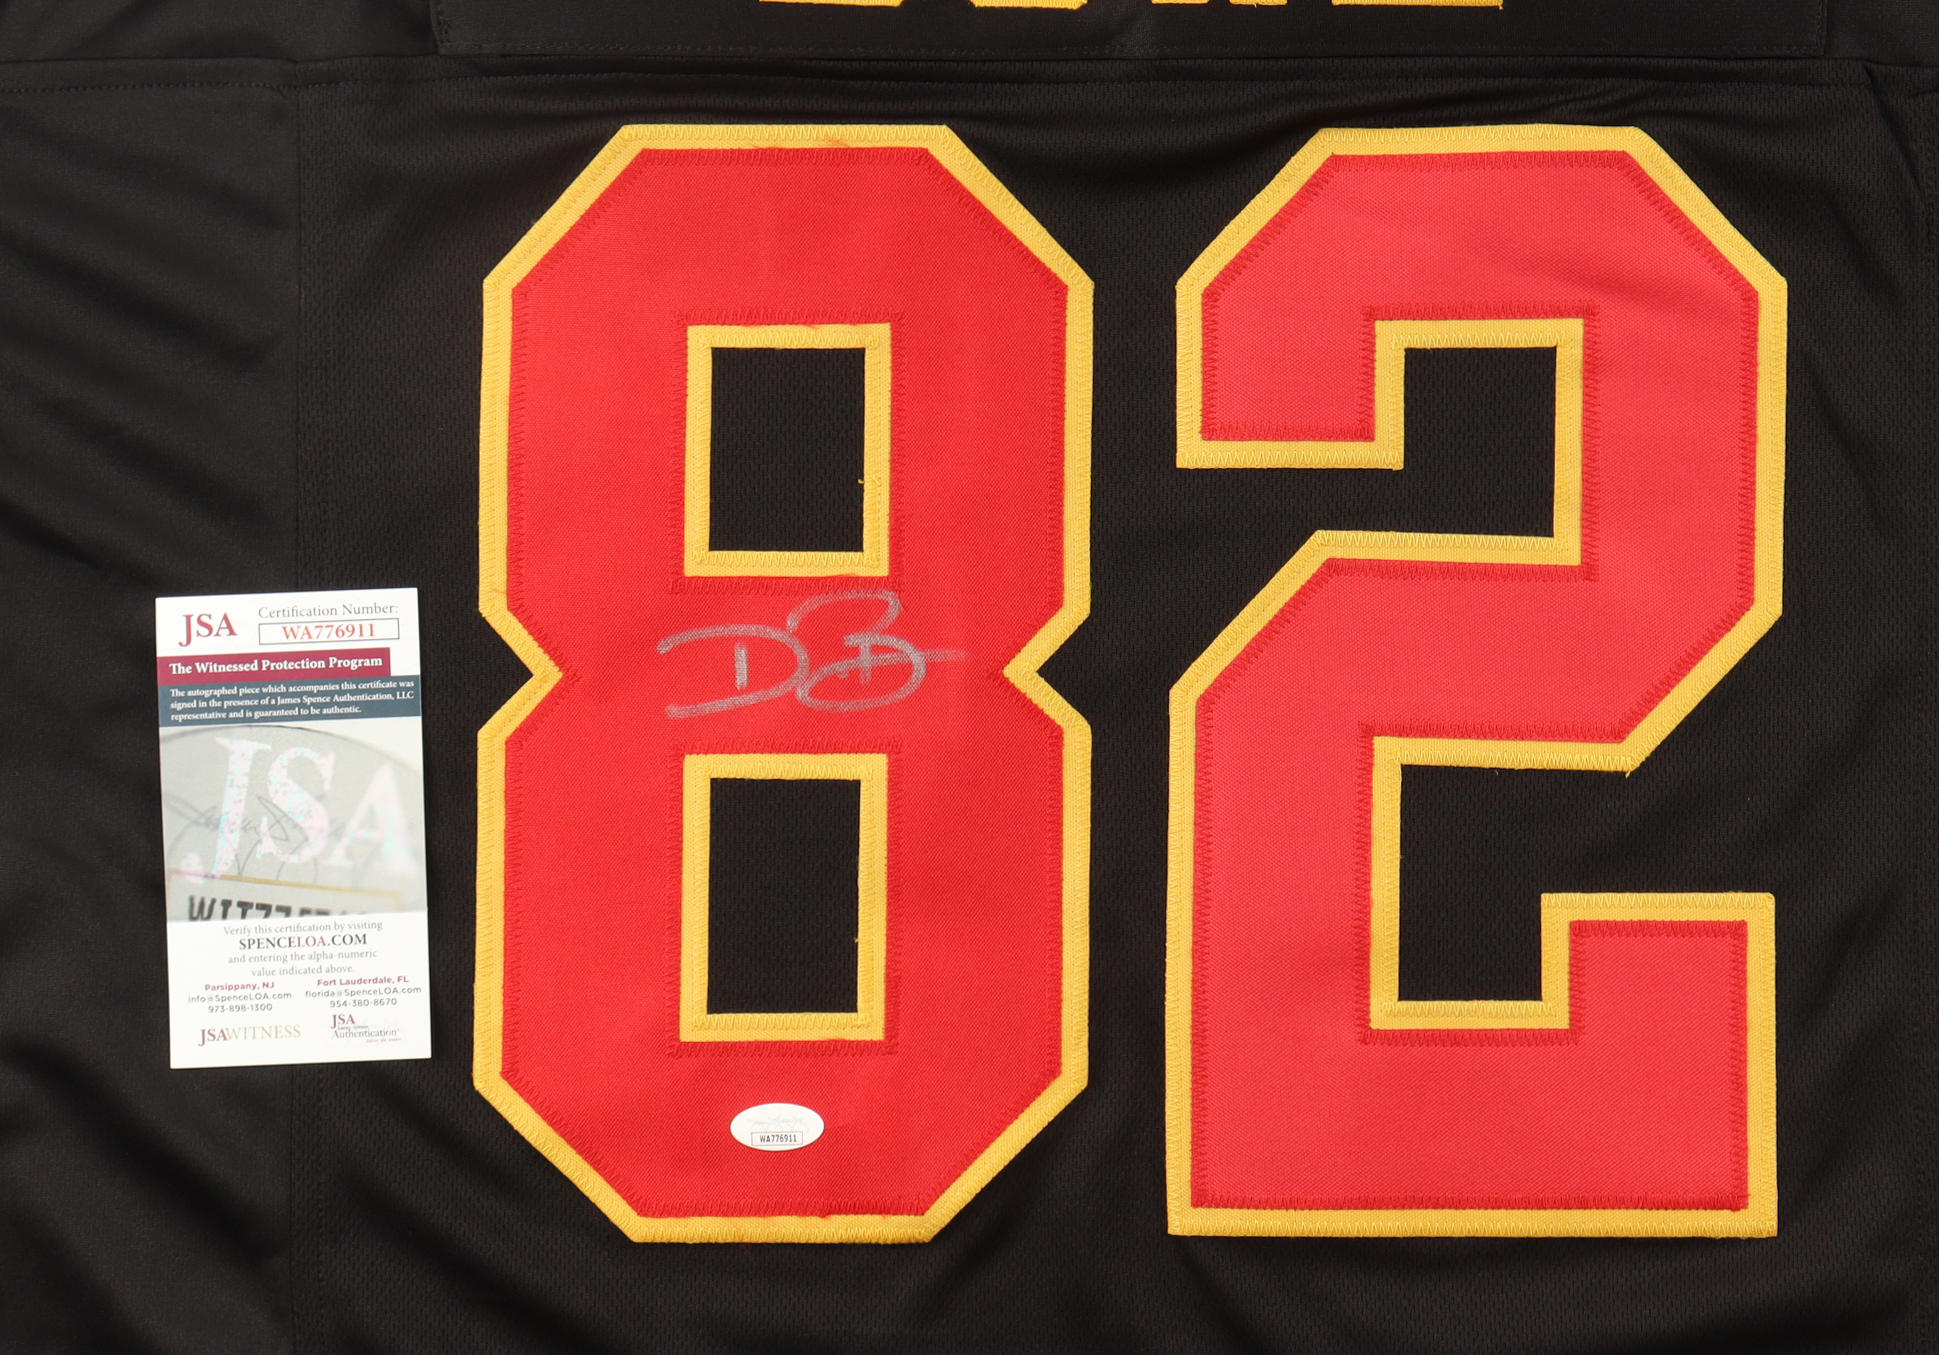 82
JSA
Certification Number:
WA776911
The Witnessed Protection Program
The autographed piece which accompanies this certificate was
signed in the presence of a James Spence Authentication, LLC
representative and is guaranteed to be authentic.
JSA
Verify this certification by visiting
SPENCELOA.COM
and entering the alpha-numeric
value indicated above.
Parsippany, NJ
info@SpenceLOA.com
973-898-1300
Fort Lauderdale, FL
florida@SpenceLOA.com
954-380-8670
JSAWITNESS
JSA
Authentication
WA776911